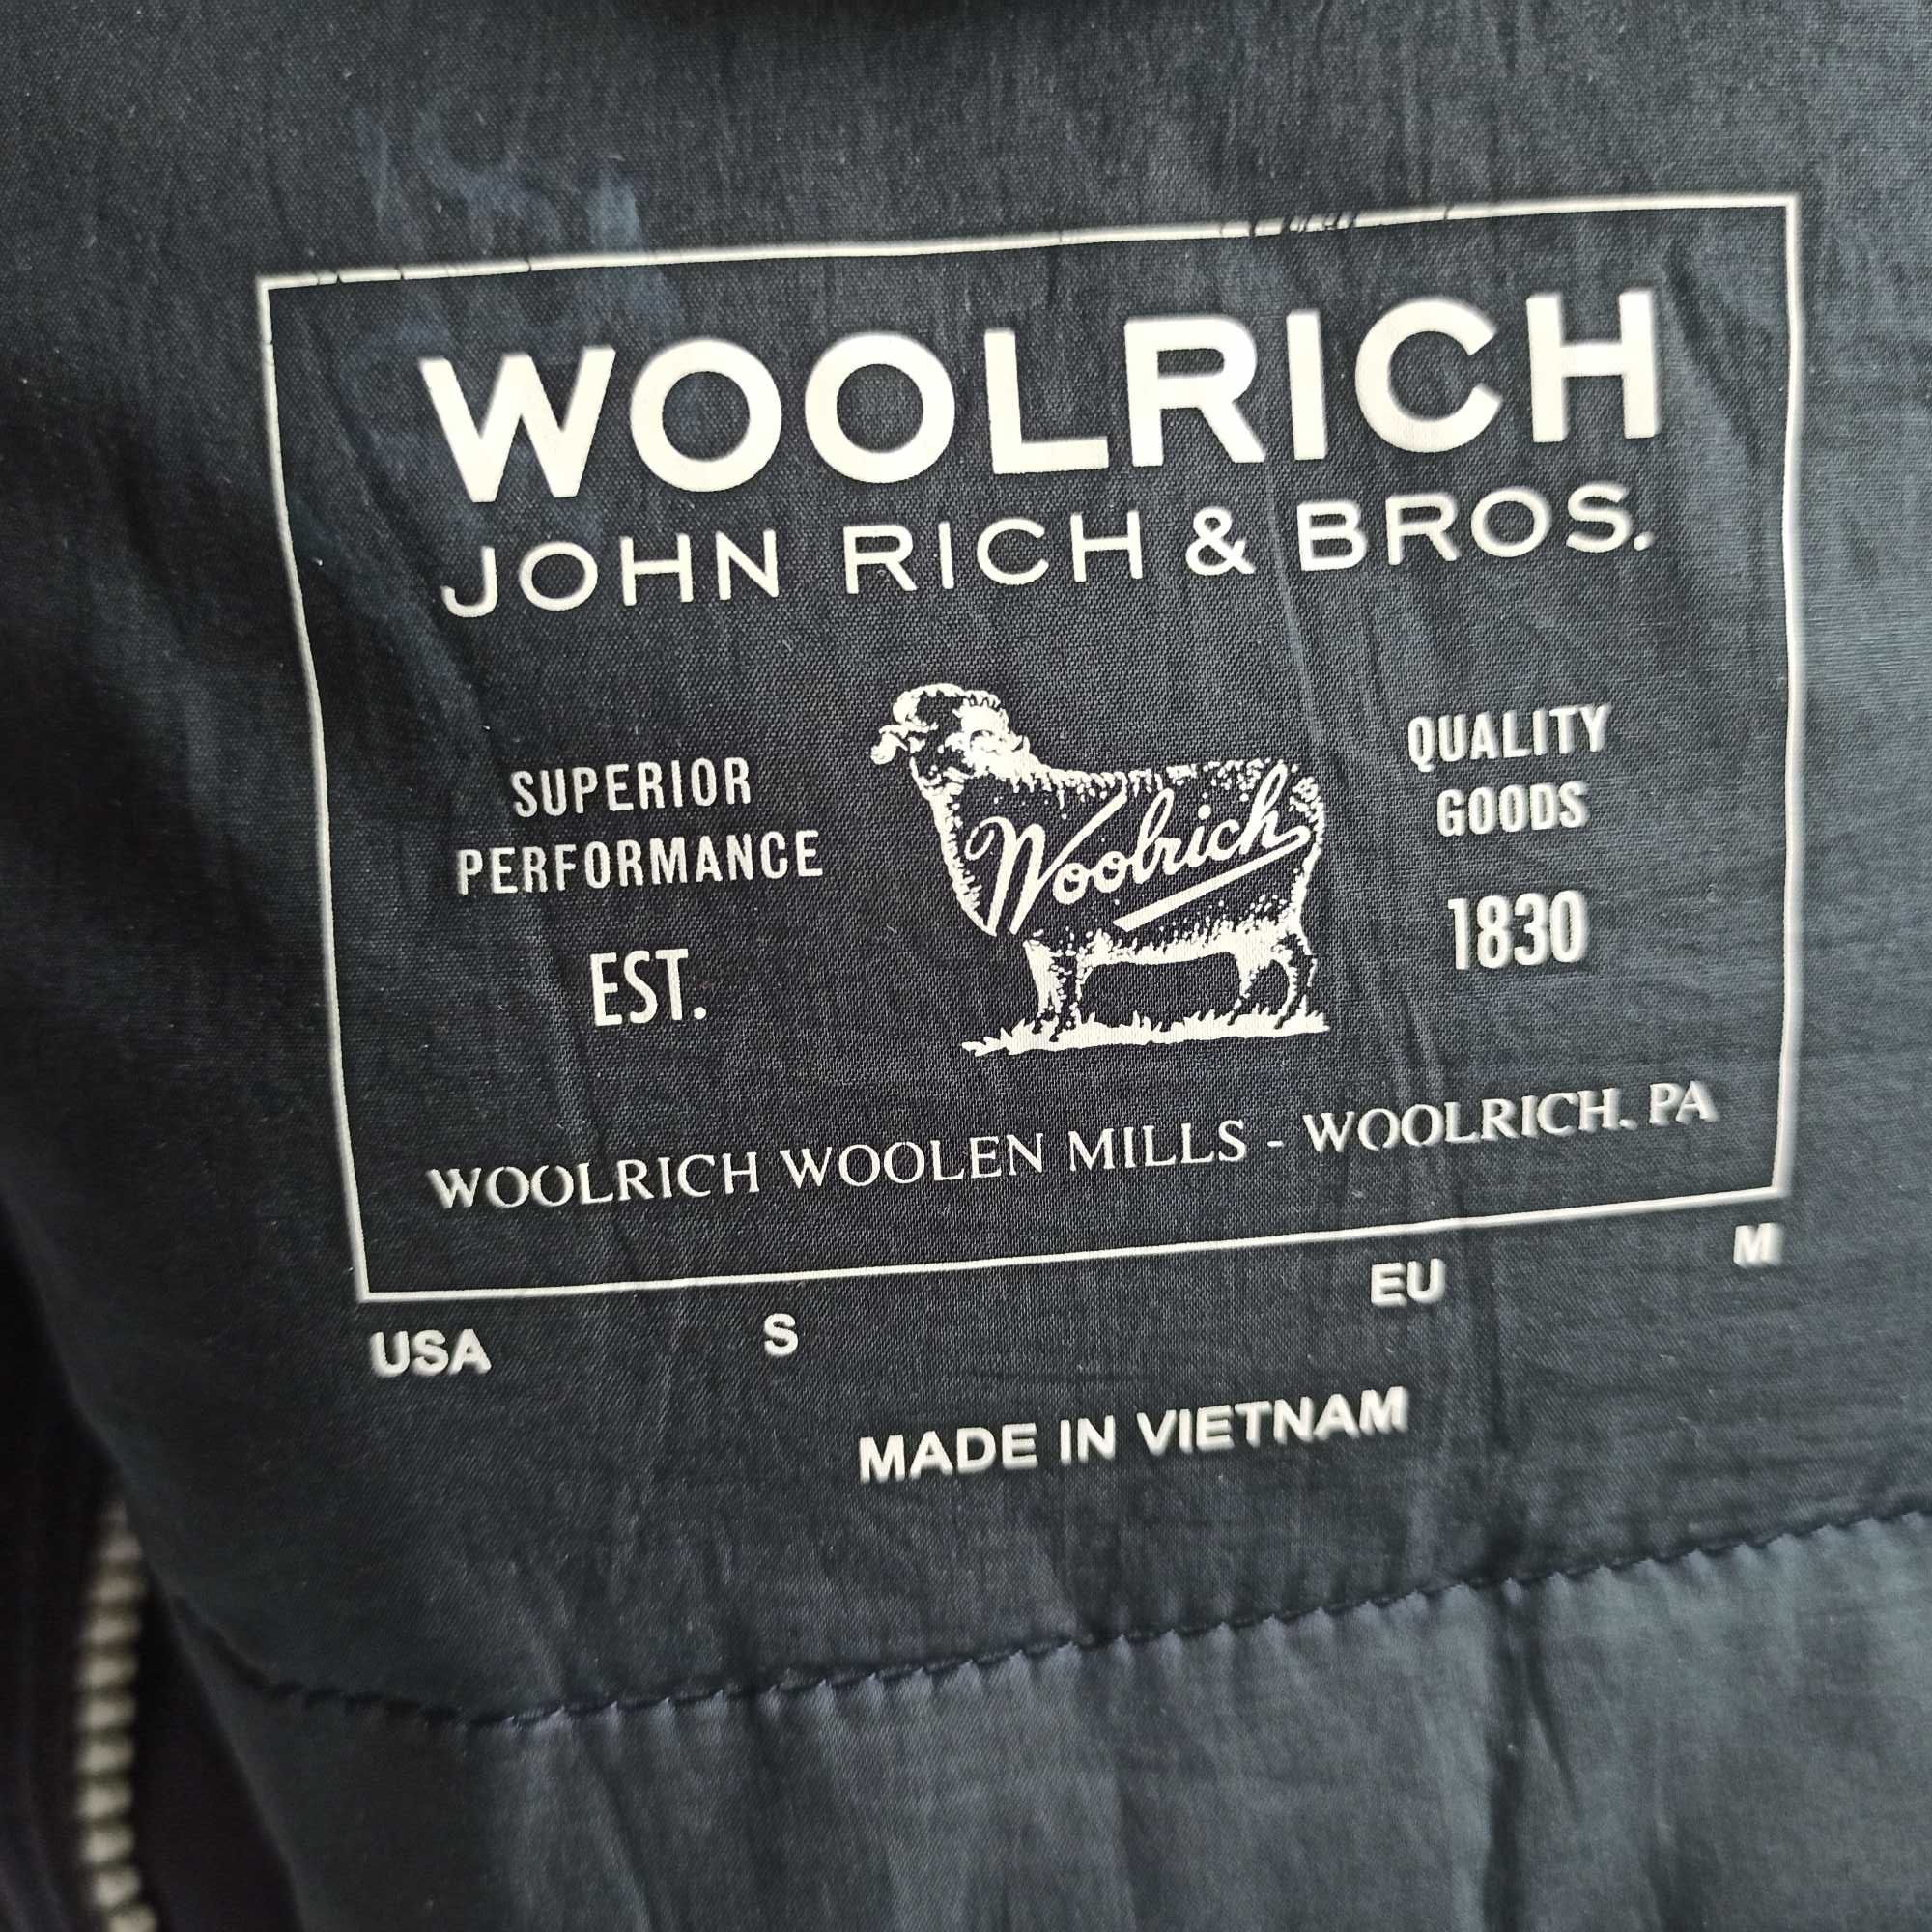 WOOLRICH
JOHN RICH & BROS.
SUPERIOR
PERFORMANCE
EST.
Woolrich
QUALITY
GOODS
1830
WOOLRICH WOOLEN MILLS - WOOLRICH. PA
USA S EU M
MADE IN VIETNAM